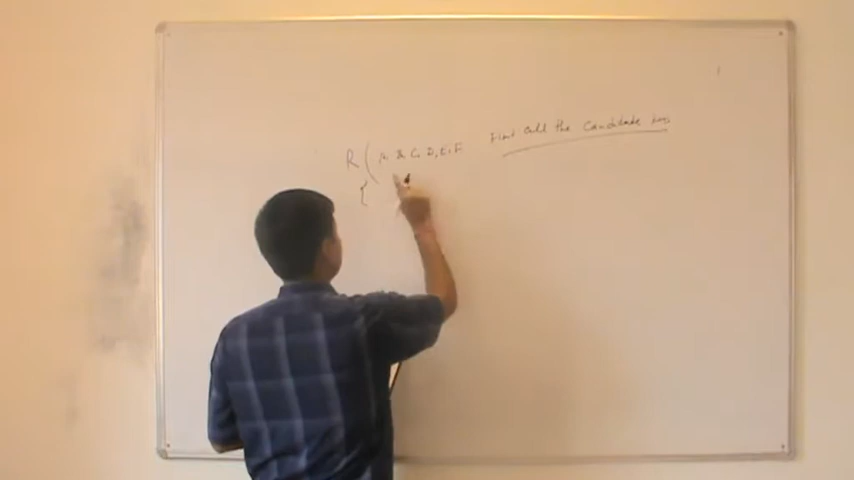 R ( A, B, C, D, E, F Find all the Candidate keys
{